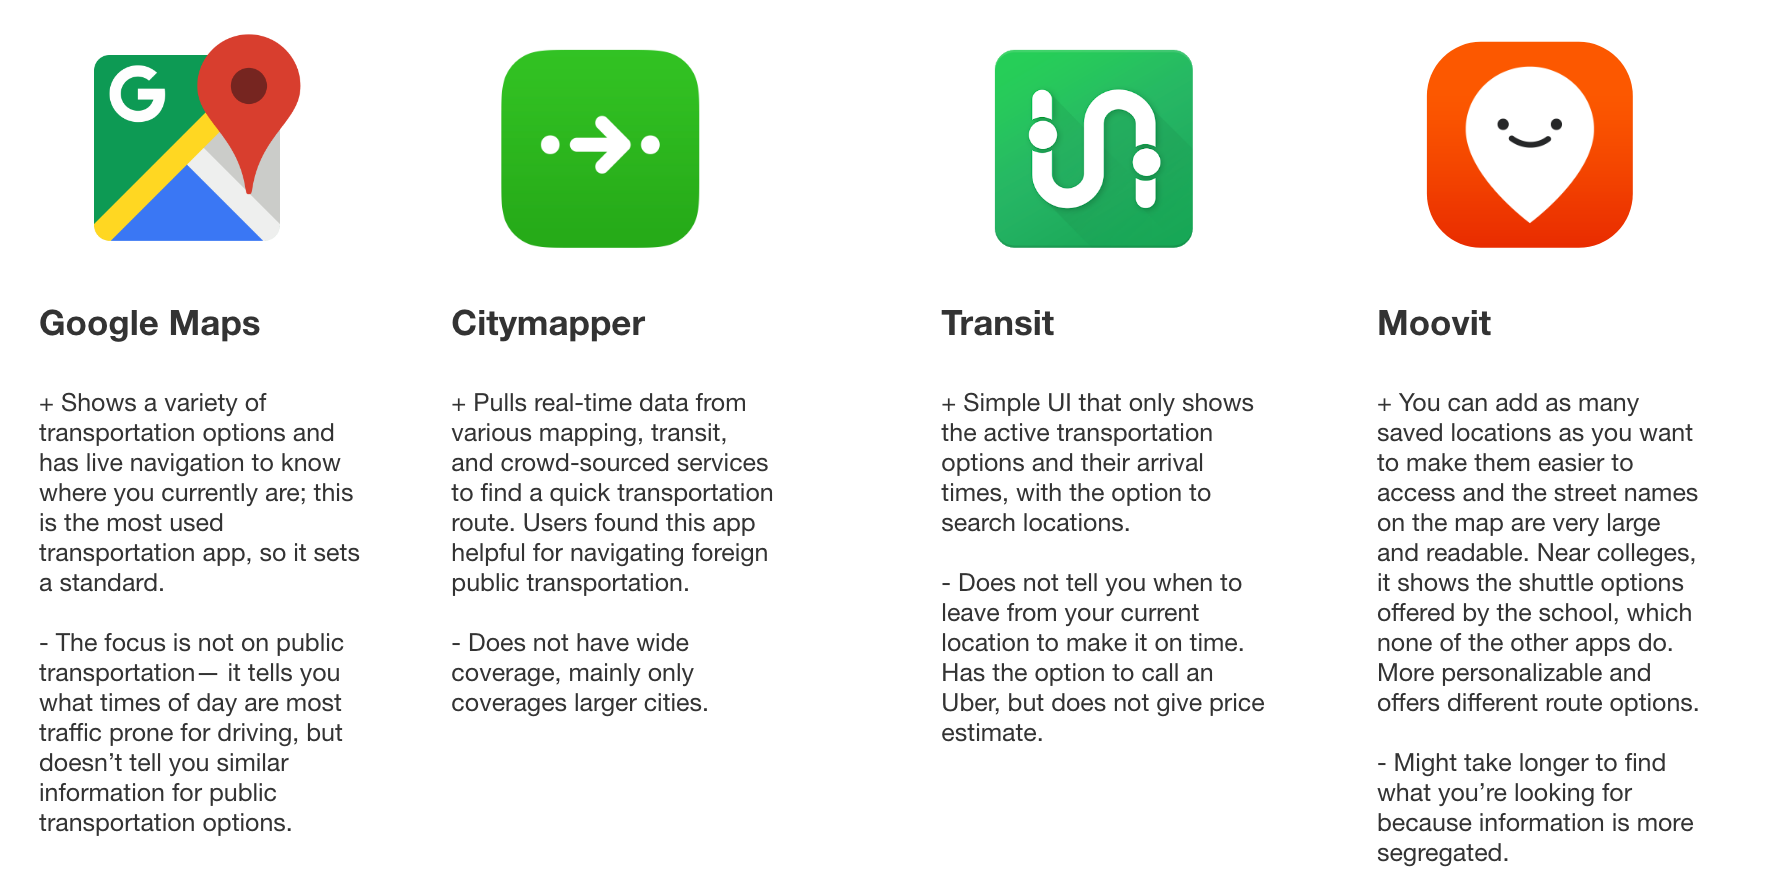 G
Google Maps
+ Shows a variety of
transportation options and
has live navigation to know
where you currently are; this
is the most used
transportation app, so it sets
a standard.
- The focus is not on public
transportation— it tells you
what times of day are most
traffic prone for driving, but
doesn’t tell you similar
information for public
transportation options.
Citymapper
+ Pulls real-time data from
various mapping, transit,
and crowd-sourced services
to find a quick transportation
route. Users found this app
helpful for navigating foreign
public transportation.
- Does not have wide
coverage, mainly only
coverages larger cities.
Transit
+ Simple UI that only shows
the active transportation
options and their arrival
times, with the option to
search locations.
- Does not tell you when to
leave from your current
location to make it on time.
Has the option to call an
Uber, but does not give price
estimate.
Moovit
+ You can add as many
saved locations as you want
to make them easier to
access and the street names
on the map are very large
and readable. Near colleges,
it shows the shuttle options
offered by the school, which
none of the other apps do.
More personalizable and
offers different route options.
- Might take longer to find
what you’re looking for
because information is more
segregated.